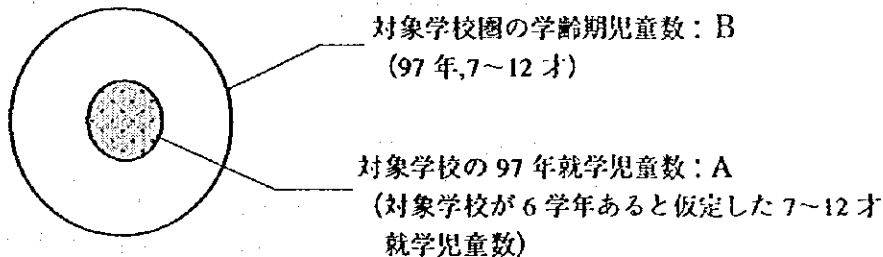 対象学校圏の学齢期児童数：B
(97年,7～12才)
対象学校の97年就学児童数：A
(対象学校が6学年あると仮定した7～12才
就学児童数)